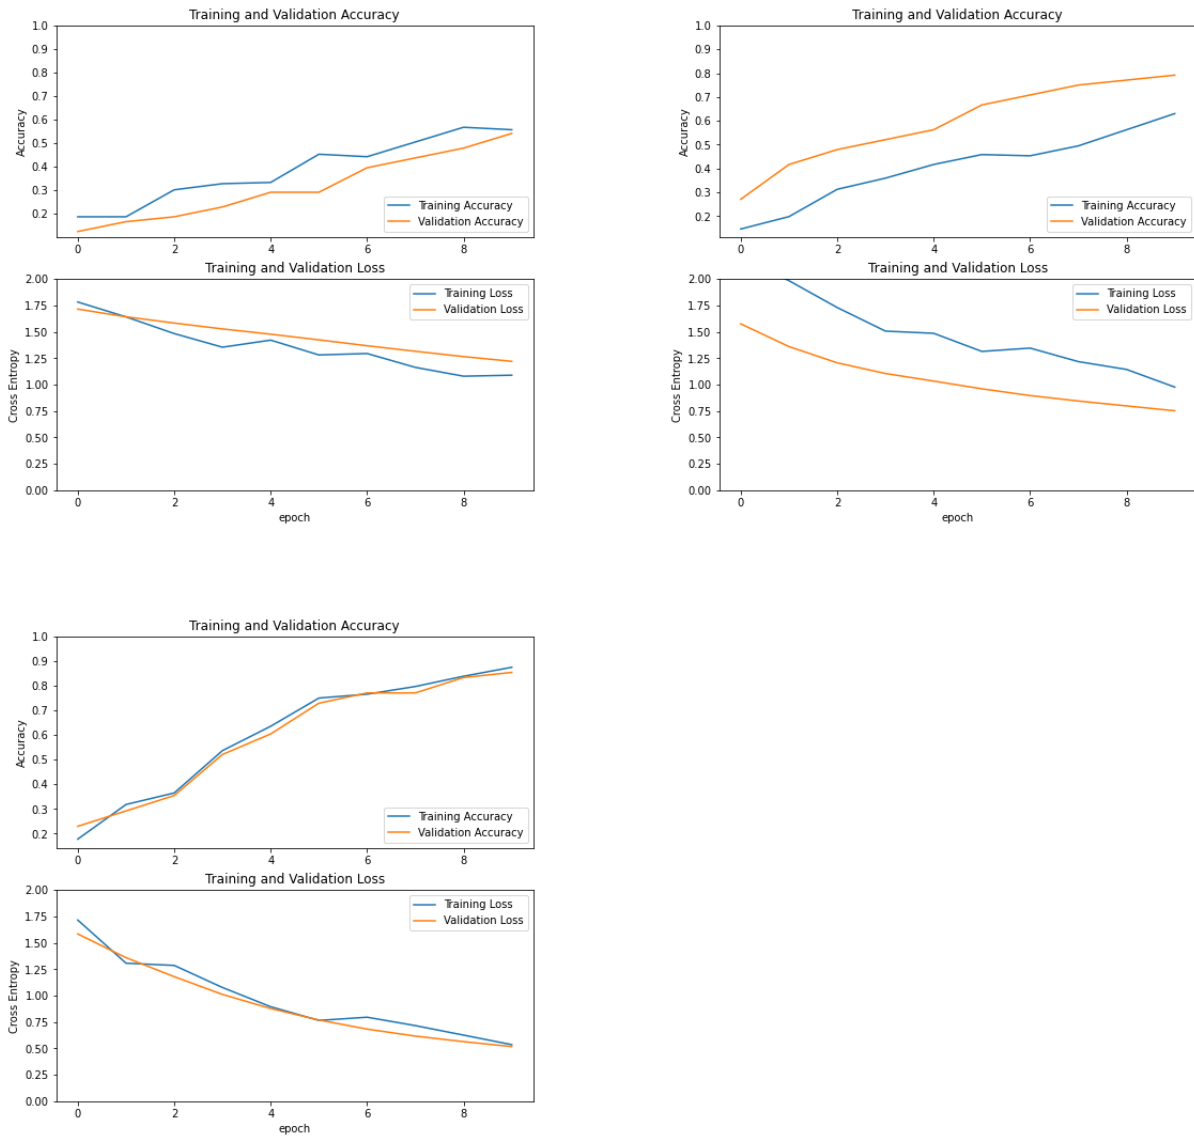 Training and Validation Accuracy
1.0
0.9
0.8
0.7
0.6
0.5
0.4
0.3
0.2
Accuracy
Training Accuracy
Validation Accuracy
0 2 4 6 8
Training and Validation Loss
2.00
1.75
1.50
1.25
1.00
0.75
0.50
0.25
0.00
Cross Entropy
Training Loss
Validation Loss
0 2 4 6 8
epoch
Training and Validation Accuracy
1.0
0.9
0.8
0.7
0.6
0.5
0.4
0.3
0.2
Accuracy
Training Accuracy
Validation Accuracy
0 2 4 6 8
Training and Validation Loss
2.00
1.75
1.50
1.25
1.00
0.75
0.50
0.25
0.00
Cross Entropy
Training Loss
Validation Loss
0 2 4 6 8
epoch
Training and Validation Accuracy
1.0
0.9
0.8
0.7
0.6
0.5
0.4
0.3
0.2
Accuracy
Training Accuracy
Validation Accuracy
0 2 4 6 8
Training and Validation Loss
2.00
1.75
1.50
1.25
1.00
0.75
0.50
0.25
0.00
Cross Entropy
Training Loss
Validation Loss
0 2 4 6 8
epoch